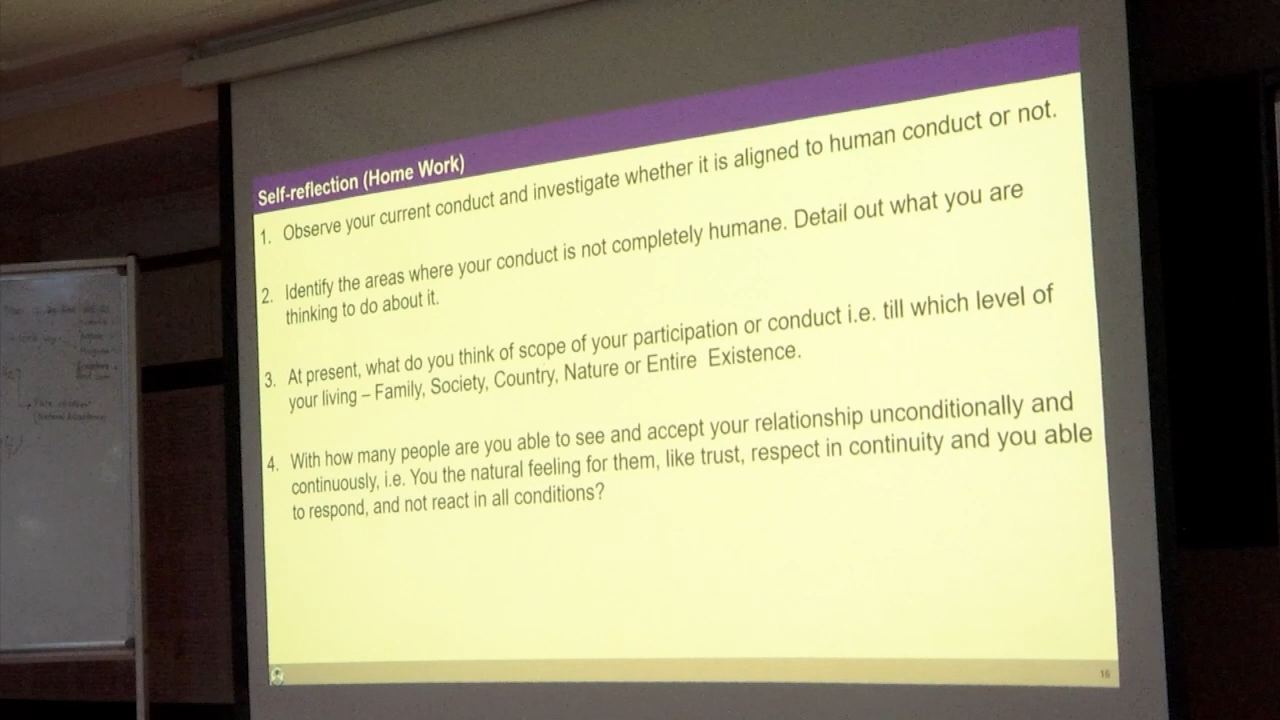 Self-reflection (Home Work)
1. Observe your current conduct and investigate whether it is aligned to human conduct or not.
2. Identify the areas where your conduct is not completely humane. Detail out what you are
thinking to do about it.
3. At present, what do you think of scope of your participation or conduct i.e. till which level of
your living – Family, Society, Country, Nature or Entire Existence.
4. With how many people are you able to see and accept your relationship unconditionally and
continuously, i.e. You the natural feeling for them, like trust, respect in continuity and you able
to respond, and not react in all conditions?